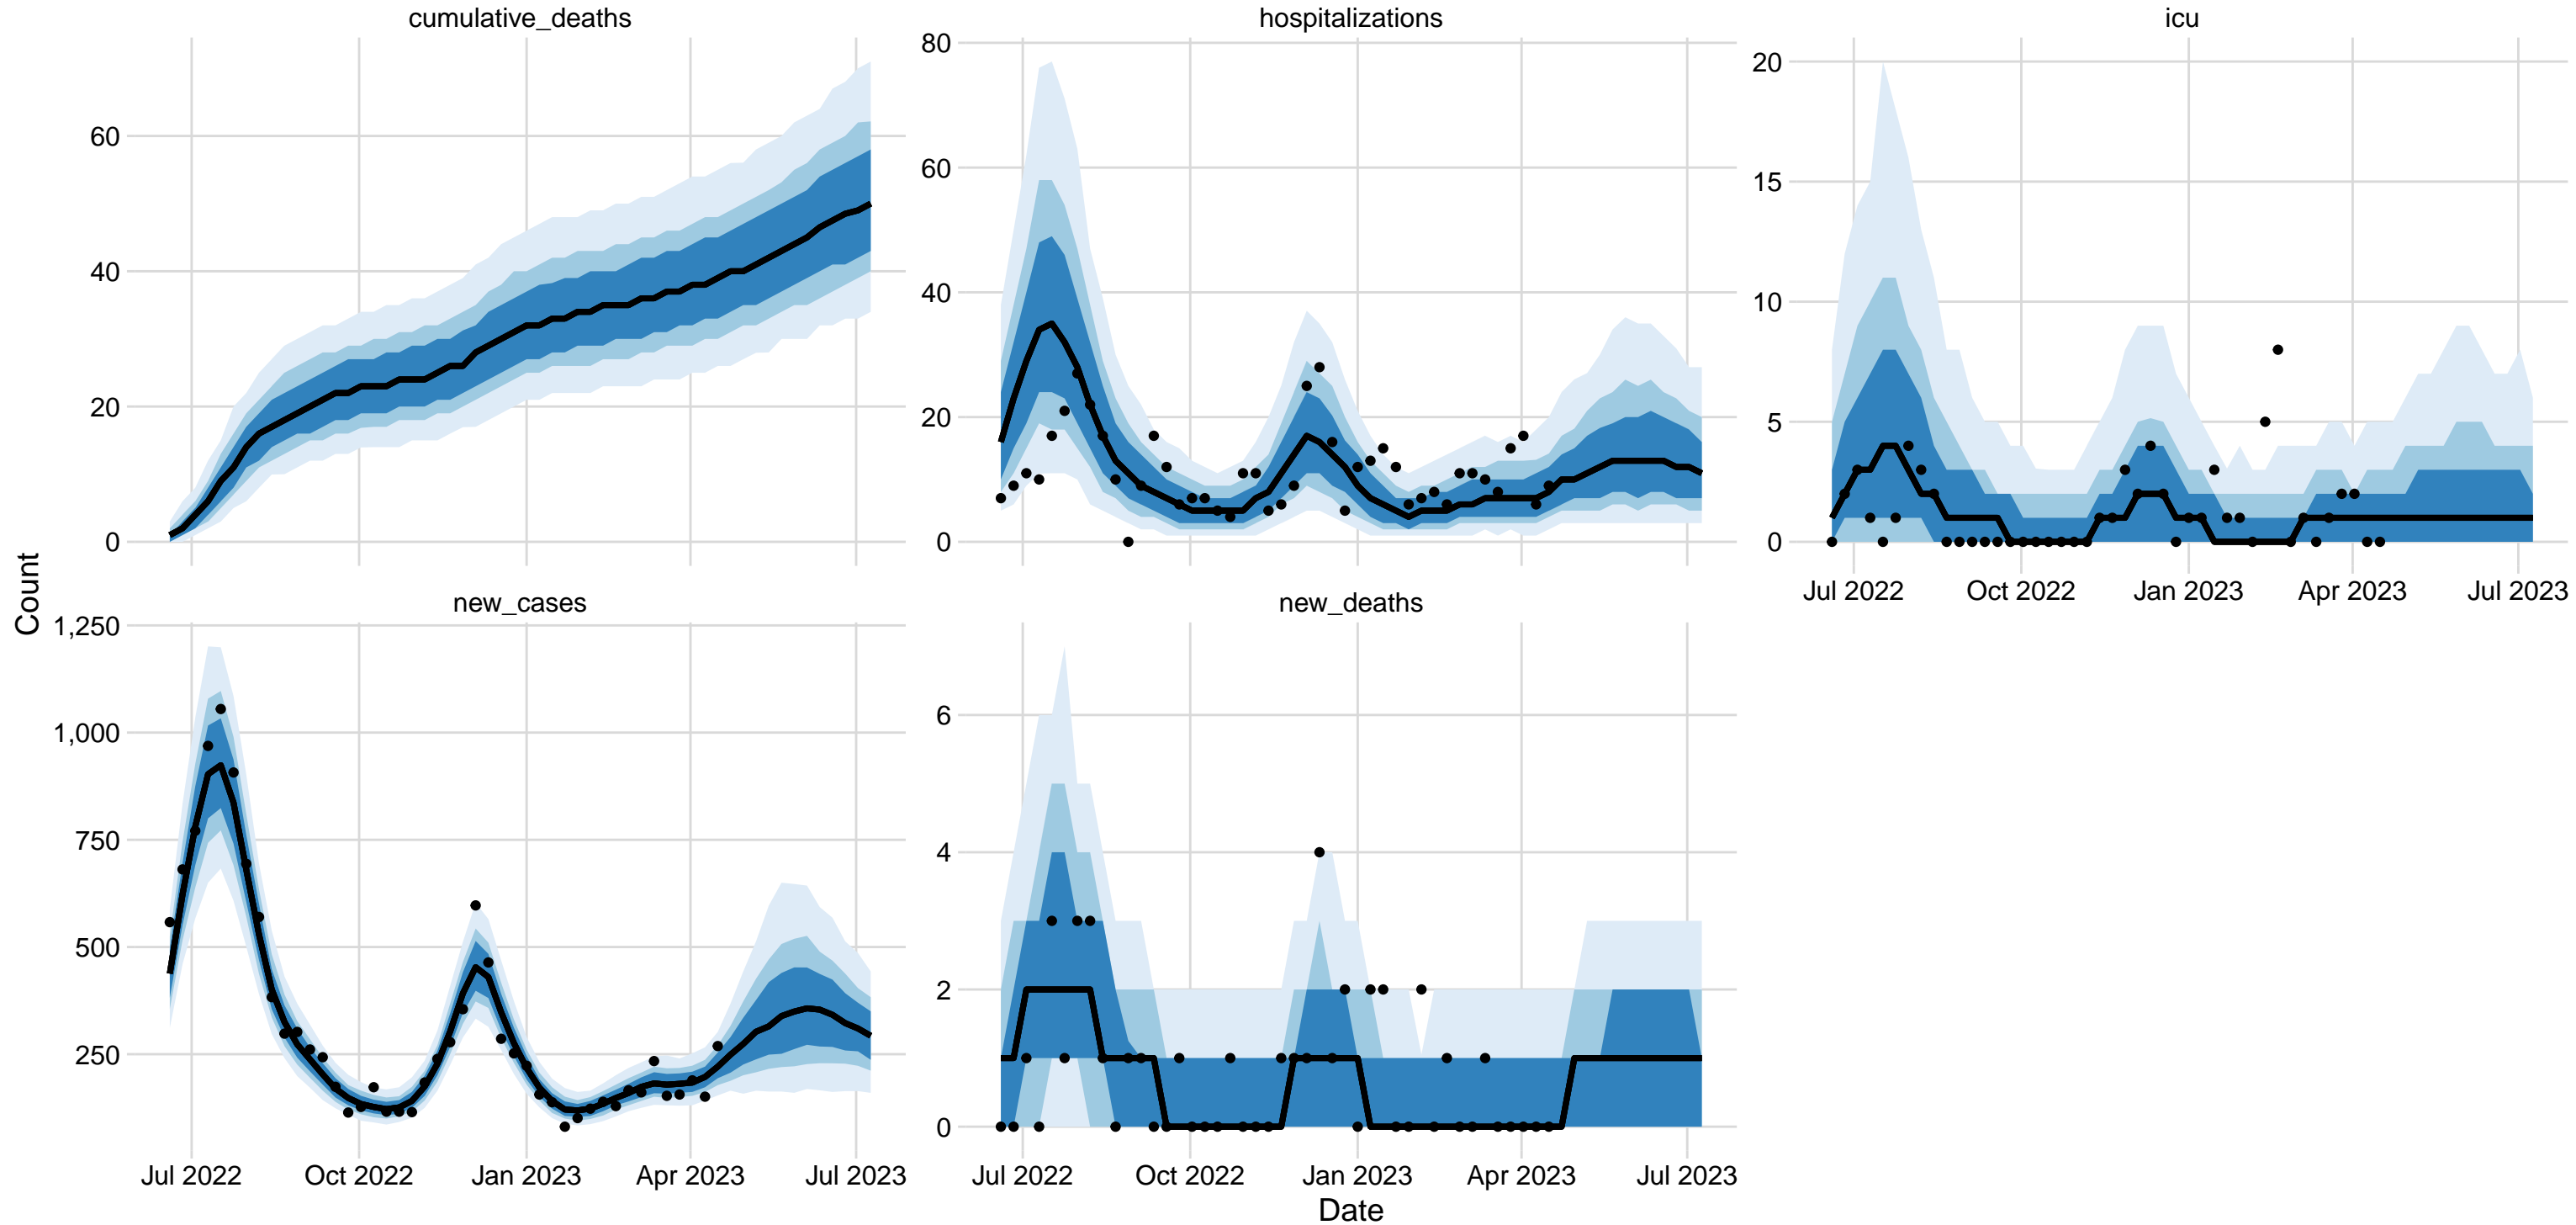 cumulative_deaths
hospitalizations
icu
60
40
20
0
80
60
40
20
0
20
15
10
5
0
Jul 2022
Oct 2022
Jan 2023
Apr 2023
Jul 2023
Count
new_cases
new_deaths
1,250
1,000
750
500
250
6
4
2
0
Jul 2022
Oct 2022
Jan 2023
Apr 2023
Jul 2023
Jul 2022
Oct 2022
Jan 2023
Apr 2023
Jul 2023
Date